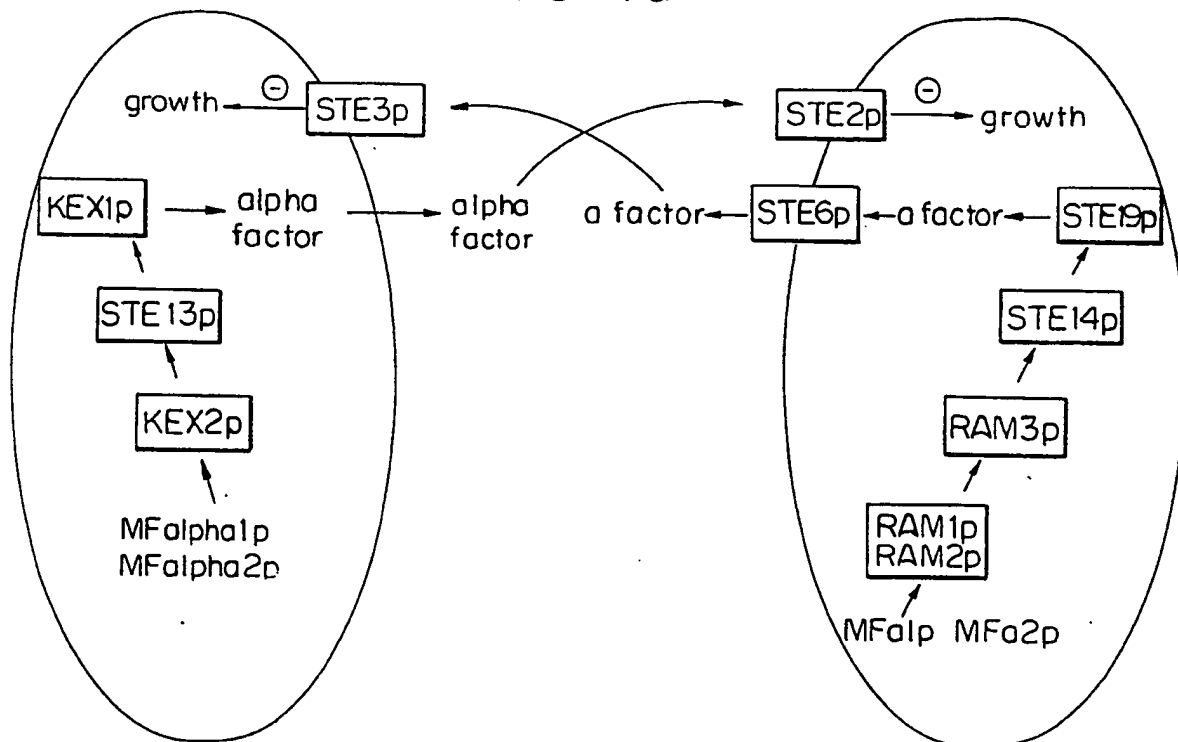 growth
⊖
STE3p
KEX1p
alpha
factor
alpha
factor
STE13p
KEX2p
MFalpha1p
MFalpha2p
STE2p
⊖
growth
a factor
STE6p
a factor
STE19p
STE14p
RAM3p
RAM1p
RAM2p
MFa1p MFa2p